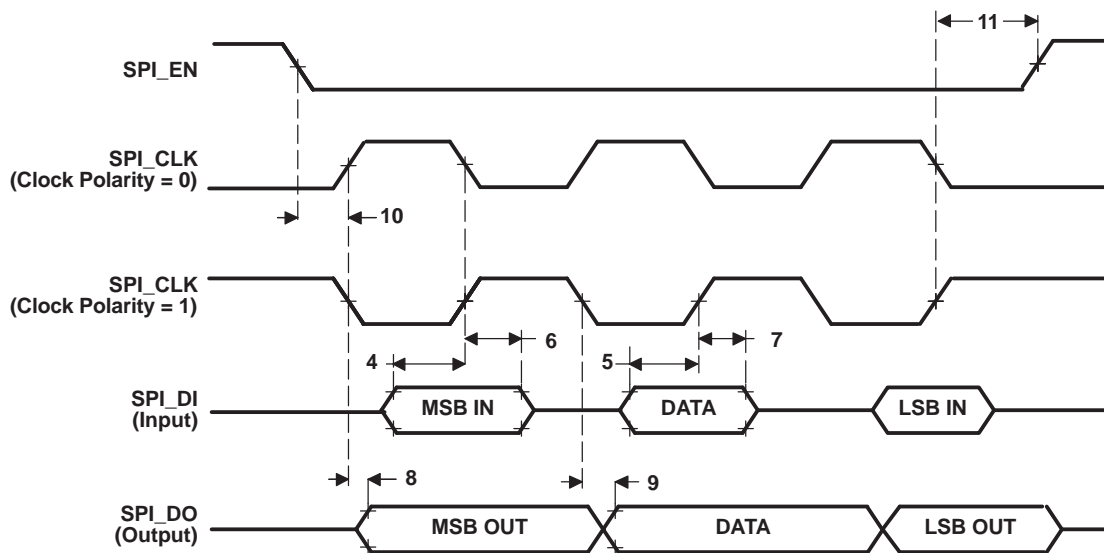 11
SPI_EN
SPI_CLK
(Clock Polarity = 0)
10
SPI_CLK
(Clock Polarity = 1)
4
6
5
7
SPI_DI
(Input)
MSB IN
DATA
LSB IN
8
9
SPI_DO
(Output)
MSB OUT
DATA
LSB OUT